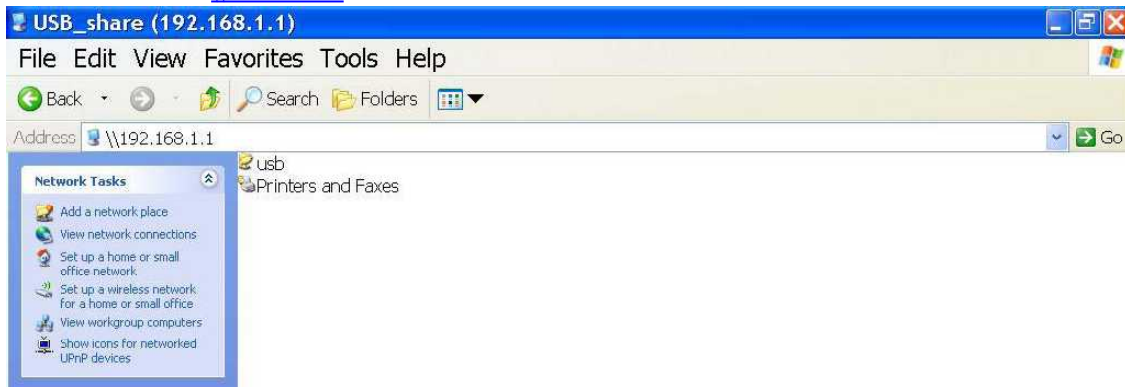 USB_share (192.168.1.1)
File Edit View Favorites Tools Help
Back Search Folders
Address \\192.168.1.1 Go
usb
Printers and Faxes
Network Tasks
Add a network place
View network connections
Set up a home or small
office network
Set up a wireless network
for a home or small office
View workgroup computers
Show icons for networked
UPnP devices